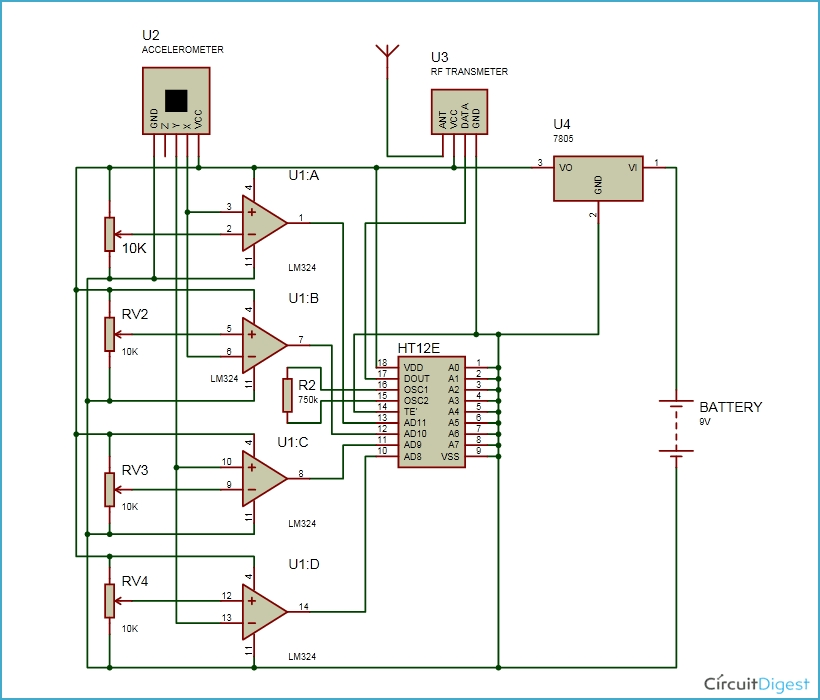 U2
ACCELEROMETER
GND
Z
Y
X
VCC
U3
RF TRANSMETER
ANT
VCC
DATA
GND
U4
7805
3
VO
VI
1
GND
2
U1:A
4
3
2
1
11
LM324
10K
U1:B
4
5
6
7
11
LM324
RV2
10K
R2
750k
HT12E
18
VDD
A0
1
17
DOUT
A1
2
16
OSC1
A2
3
15
OSC2
A3
4
14
TE'
A4
5
13
AD11
A5
6
12
AD10
A6
7
11
AD9
A7
8
10
AD8
VSS
9
BATTERY
9V
U1:C
4
10
9
8
11
LM324
RV3
10K
U1:D
4
12
13
14
11
LM324
RV4
10K
CircuitDigest